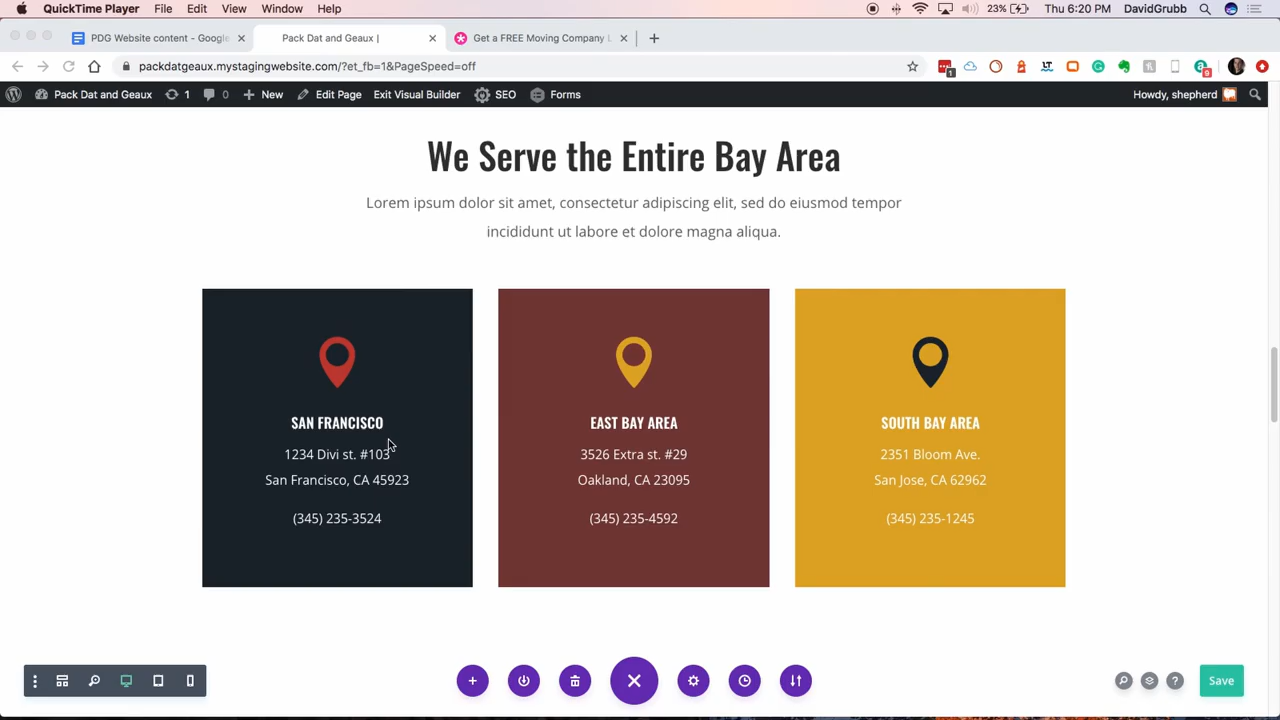 QuickTime Player File Edit View Window Help 23% Thu 6:20 PM DavidGrubb
PDG Website content - Google
Pack Dat and Geaux |
Get a FREE Moving Company L
packdatgeaux.mystagingwebsite.com/?et_fb=1&PageSpeed=off
Pack Dat and Geaux 1 0 New Edit Page Exit Visual Builder SEO Forms Howdy, shepherd
We Serve the Entire Bay Area
Lorem ipsum dolor sit amet, consectetur adipiscing elit, sed do eiusmod tempor
incididunt ut labore et dolore magna aliqua.
SAN FRANCISCO
1234 Divi st. #103
San Francisco, CA 45923
(345) 235-3524
EAST BAY AREA
3526 Extra st. #29
Oakland, CA 23095
(345) 235-4592
SOUTH BAY AREA
2351 Bloom Ave.
San Jose, CA 62962
(345) 235-1245
Save